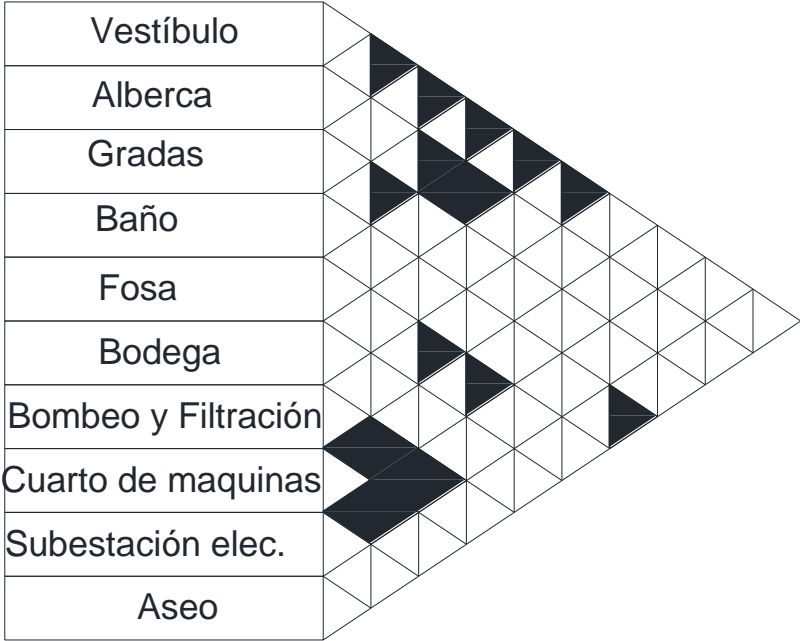 Vestíbulo
Alberca
Gradas
Baño
Fosa
Bodega
Bombeo y Filtración
Cuarto de maquinas
Subestación elec.
Aseo